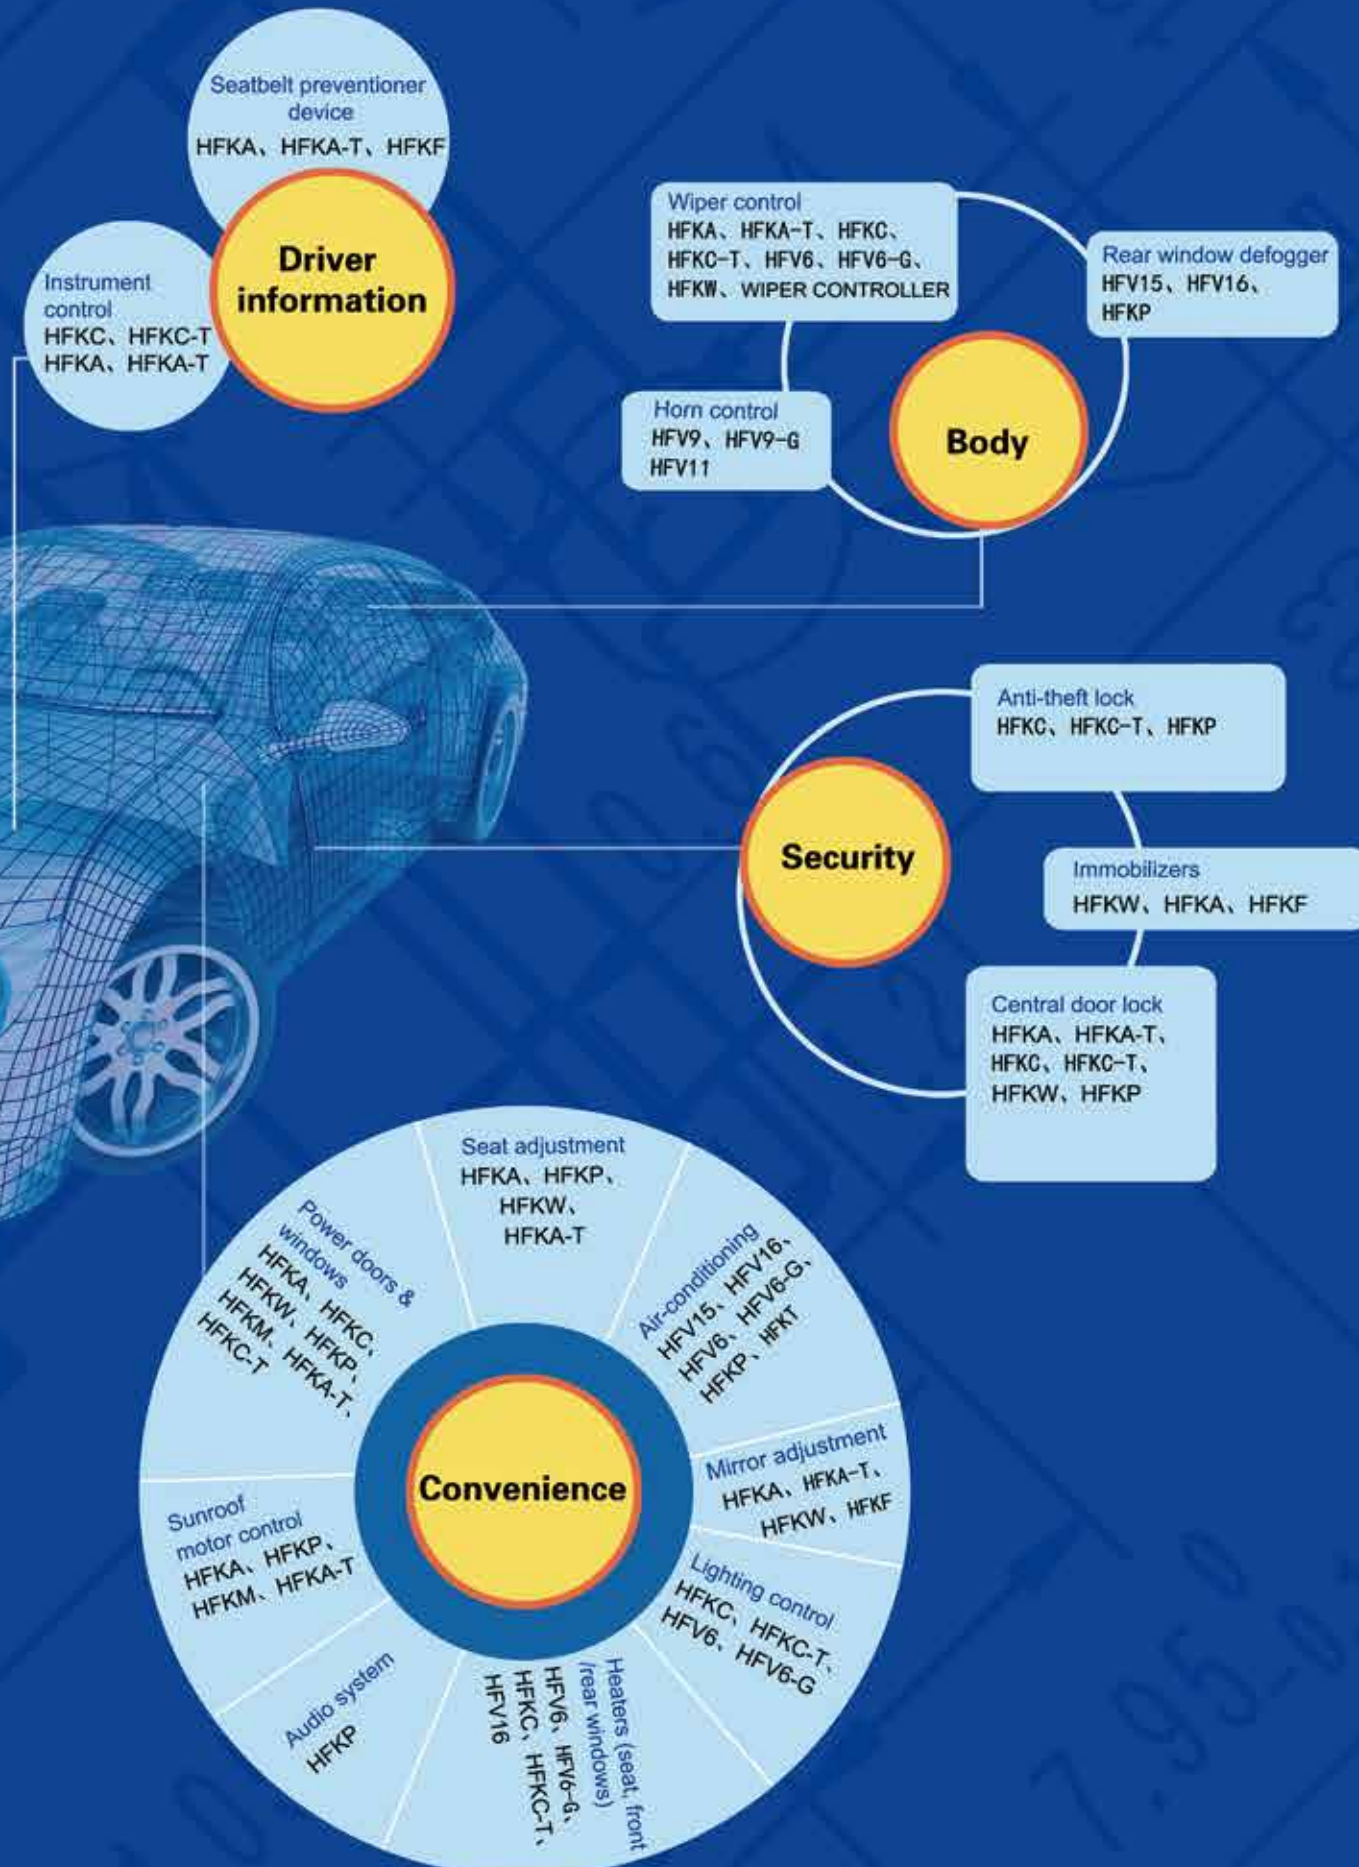 Seatbelt preventioner
device
HFKA、HFKA-T、HFKF
Driver
information
Instrument
control
HFKC、HFKC-T
HFKA、HFKA-T
Wiper control
HFKA、HFKA-T、HFKC、
HFKC-T、HFV6、HFV6-G、
HFKW、WIPER CONTROLLER
Rear window defogger
HFV15、HFV16、
HFKP
Horn control
HFV9、HFV9-G
HFV11
Body
Anti-theft lock
HFKC、HFKC-T、HFKP
Security
Immobilizers
HFKW、HFKA、HFKF
Central door lock
HFKA、HFKA-T、
HFKC、HFKC-T、
HFKW、HFKP
Seat adjustment
HFKA、HFKP、
HFKW、
HFKA-T
Power doors &
windows
HFKA、HFKC、
HFKW、HFKP、
HFKM、HFKA-T、
HFKC-T
Air-conditioning
HFV15、HFV16、
HFV6、HFV6-G、
HFKP、HFKT
Mirror adjustment
HFKA、HFKA-T、
HFKW、HFKF
Convenience
Sunroof
motor control
HFKA、HFKP、
HFKM、HFKA-T
Lighting control
HFKC、HFKC-T、
HFV6、HFV6-G
Audio system
HFKP
Heaters (seat, front
/rear windows)
HFV6、HFV6-G、
HFKC、HFKC-T、
HFV16
0.6
7.95